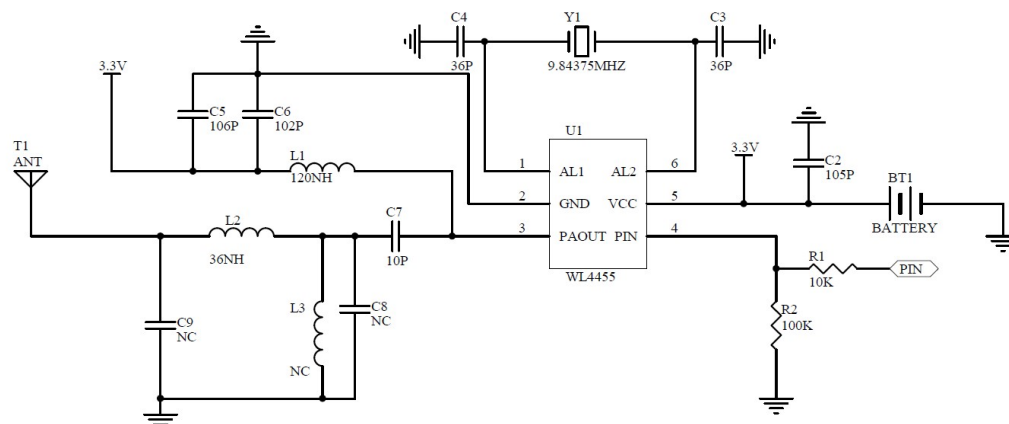 C4
Y1
C3
36P
9.84375MHZ
36P
3.3V
C5
106P
C6
102P
U1
3.3V
C2
105P
T1
ANT
L1
120NH
1
AL1
AL2
6
BT1
BATTERY
2
GND
VCC
5
C7
10P
L2
36NH
3
PAOUT
PIN
4
WL4455
R1
10K
PIN
C9
NC
L3
NC
C8
NC
R2
100K